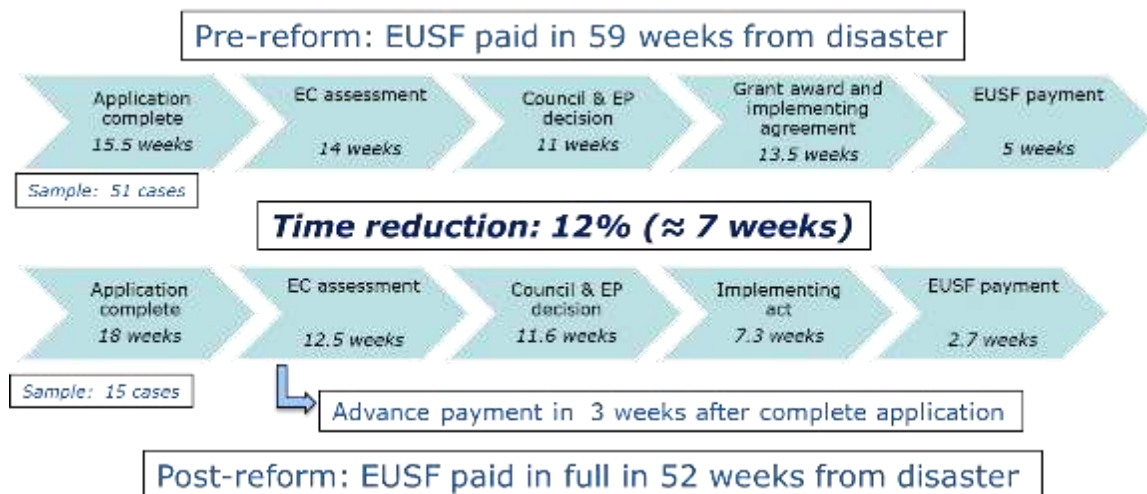 Pre-reform: EUSF paid in 59 weeks from disaster
Application
complete
15.5 weeks
EC assessment
14 weeks
Council & EP
decision
11 weeks
Grant award and
implementing
agreement
13.5 weeks
EUSF payment
5 weeks
Sample: 51 cases
Time reduction: 12% (≈ 7 weeks)
Application
complete
18 weeks
EC assessment
12.5 weeks
Council & EP
decision
11.6 weeks
Implementing
act
7.3 weeks
EUSF payment
2.7 weeks
Sample: 15 cases
Advance payment in 3 weeks after complete application
Post-reform: EUSF paid in full in 52 weeks from disaster